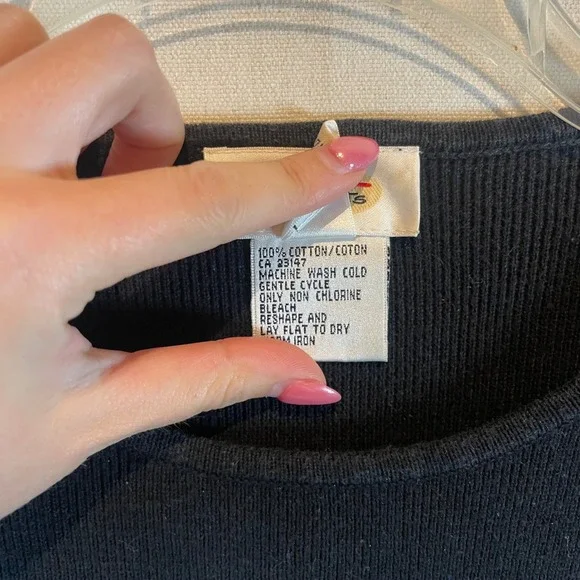 100% COTTON/COTON
CA 23147
MACHINE WASH COLD
GENTLE CYCLE
ONLY NON CHLORINE
BLEACH
RESHAPE AND
LAY FLAT TO DRY
IRON